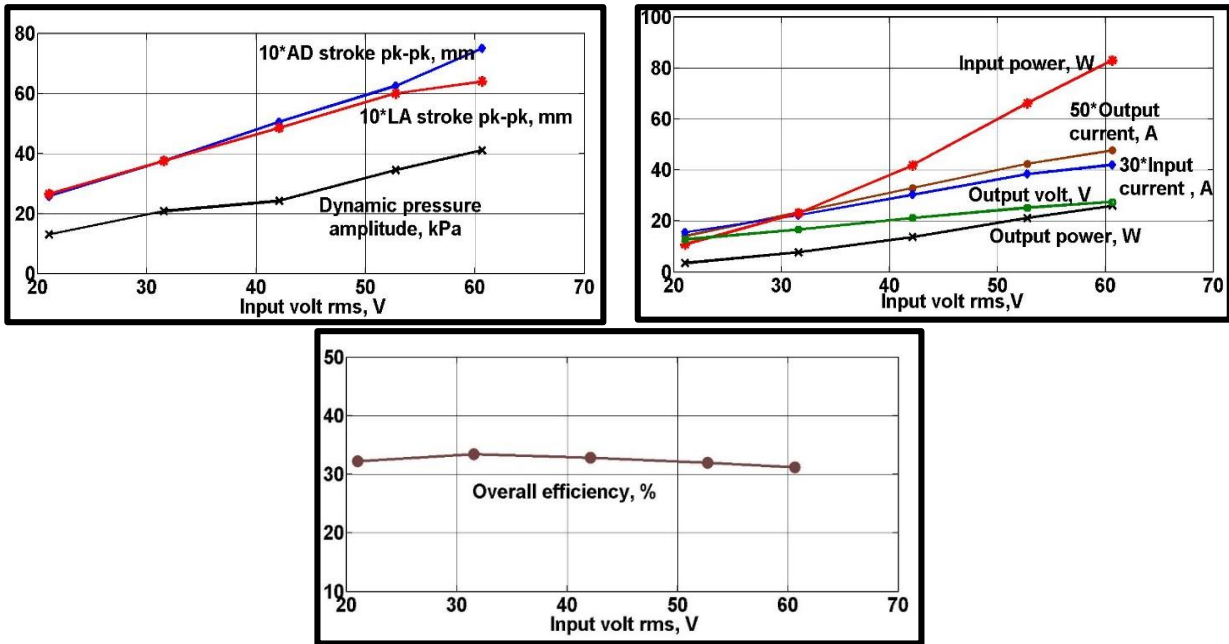 80
10*AD stroke pk-pk, mm
60
10*LA stroke pk-pk, mm
40
20
Dynamic pressure
amplitude, kPa
0
20 30 40 50 60 70
Input volt rms, V
100
Input power, W
80
50*Output
current, A
60
40
30*Input
current , A
Output volt, V
20
Output power, W
0
20 30 40 50 60 70
Input volt rms,V
50
40
30
Overall efficiency, %
20
10
20 30 40 50 60 70
Input volt rms, V